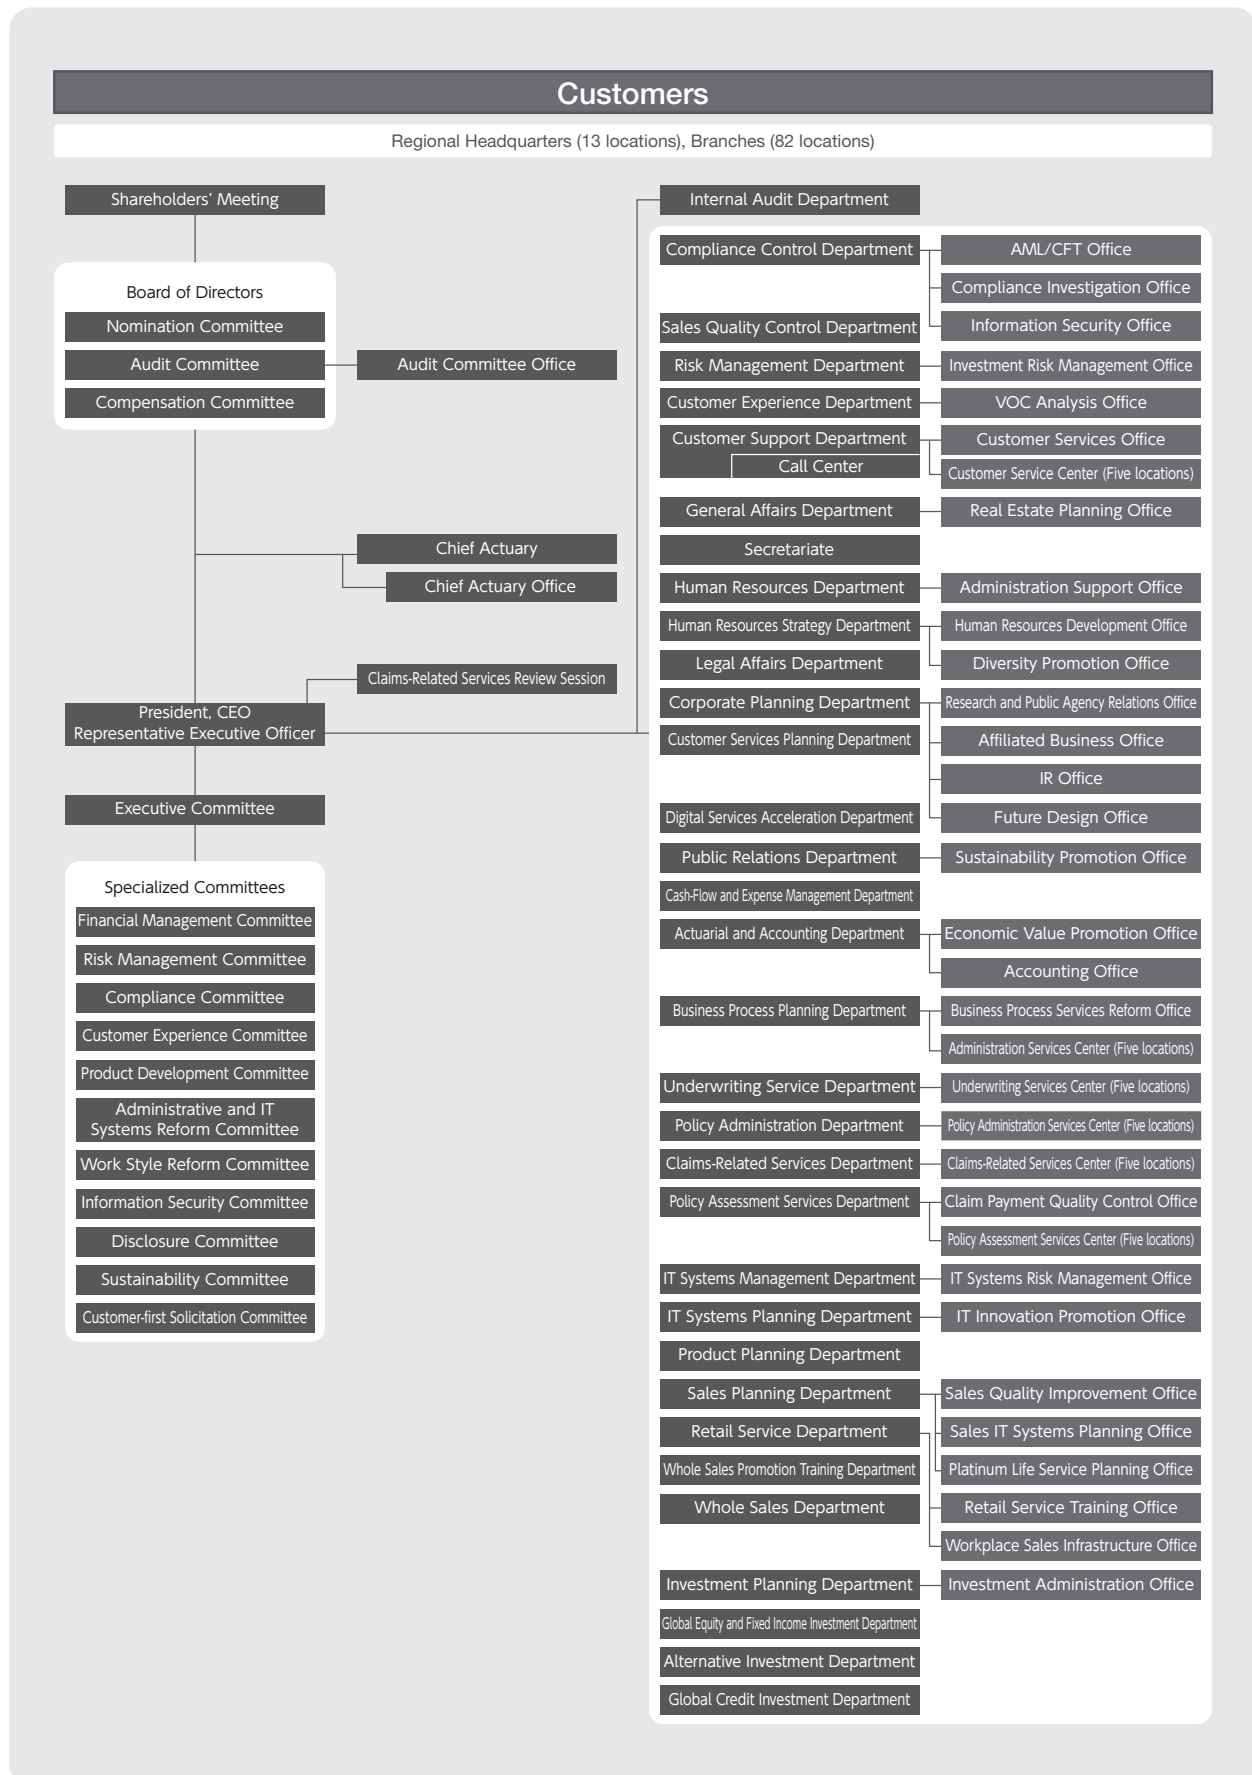 Customers
Regional Headquarters (13 locations), Branches (82 locations)
Shareholders' Meeting
Board of Directors
Nomination Committee
Audit Committee
Audit Committee Office
Compensation Committee
Chief Actuary
Chief Actuary Office
Claims-Related Services Review Session
President, CEO
Representative Executive Officer
Executive Committee
Specialized Committees
Financial Management Committee
Risk Management Committee
Compliance Committee
Customer Experience Committee
Product Development Committee
Administrative and IT
Systems Reform Committee
Work Style Reform Committee
Information Security Committee
Disclosure Committee
Sustainability Committee
Customer-first Solicitation Committee
Internal Audit Department
Compliance Control Department
AML/CFT Office
Compliance Investigation Office
Information Security Office
Sales Quality Control Department
Risk Management Department
Investment Risk Management Office
Customer Experience Department
VOC Analysis Office
Customer Support Department
Call Center
Customer Services Office
Customer Service Center (Five locations)
General Affairs Department
Real Estate Planning Office
Secretariate
Human Resources Department
Administration Support Office
Human Resources Strategy Department
Human Resources Development Office
Diversity Promotion Office
Legal Affairs Department
Corporate Planning Department
Research and Public Agency Relations Office
Affiliated Business Office
IR Office
Future Design Office
Customer Services Planning Department
Digital Services Acceleration Department
Public Relations Department
Sustainability Promotion Office
Cash-Flow and Expense Management Department
Actuarial and Accounting Department
Economic Value Promotion Office
Accounting Office
Business Process Planning Department
Business Process Services Reform Office
Administration Services Center (Five locations)
Underwriting Service Department
Underwriting Services Center (Five locations)
Policy Administration Department
Policy Administration Services Center (Five locations)
Claims-Related Services Department
Claims-Related Services Center (Five locations)
Policy Assessment Services Department
Claim Payment Quality Control Office
Policy Assessment Services Center (Five locations)
IT Systems Management Department
IT Systems Risk Management Office
IT Systems Planning Department
IT Innovation Promotion Office
Product Planning Department
Sales Planning Department
Sales Quality Improvement Office
Sales IT Systems Planning Office
Platinum Life Service Planning Office
Retail Service Department
Retail Service Training Office
Workplace Sales Infrastructure Office
Whole Sales Promotion Training Department
Whole Sales Department
Investment Planning Department
Investment Administration Office
Global Equity and Fixed Income Investment Department
Alternative Investment Department
Global Credit Investment Department